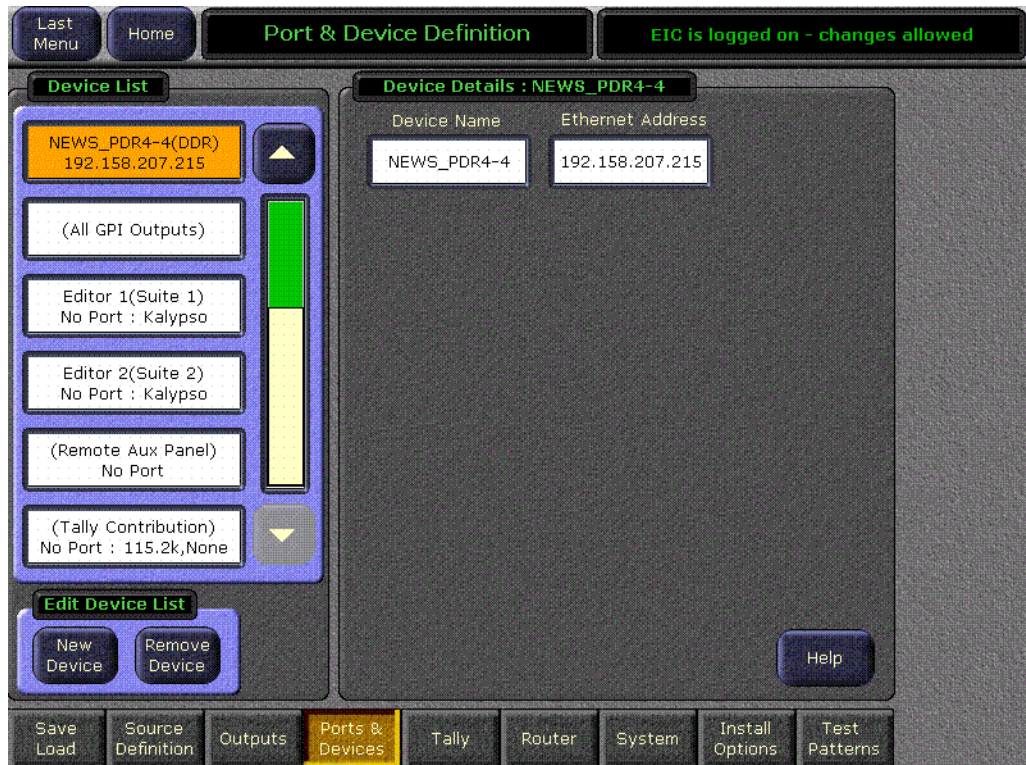 Last
Menu
Home
Port & Device Definition
EIC is logged on - changes allowed
Device List
NEWS_PDR4-4(DDR)
192.158.207.215
(All GPI Outputs)
Editor 1(Suite 1)
No Port : Kalypso
Editor 2(Suite 2)
No Port : Kalypso
(Remote Aux Panel)
No Port
(Tally Contribution)
No Port : 115.2k,None
Edit Device List
New
Device
Remove
Device
Device Details : NEWS_PDR4-4
Device Name
Ethernet Address
NEWS_PDR4-4
192.158.207.215
Help
Save
Load
Source
Definition
Outputs
Ports &
Devices
Tally
Router
System
Install
Options
Test
Patterns